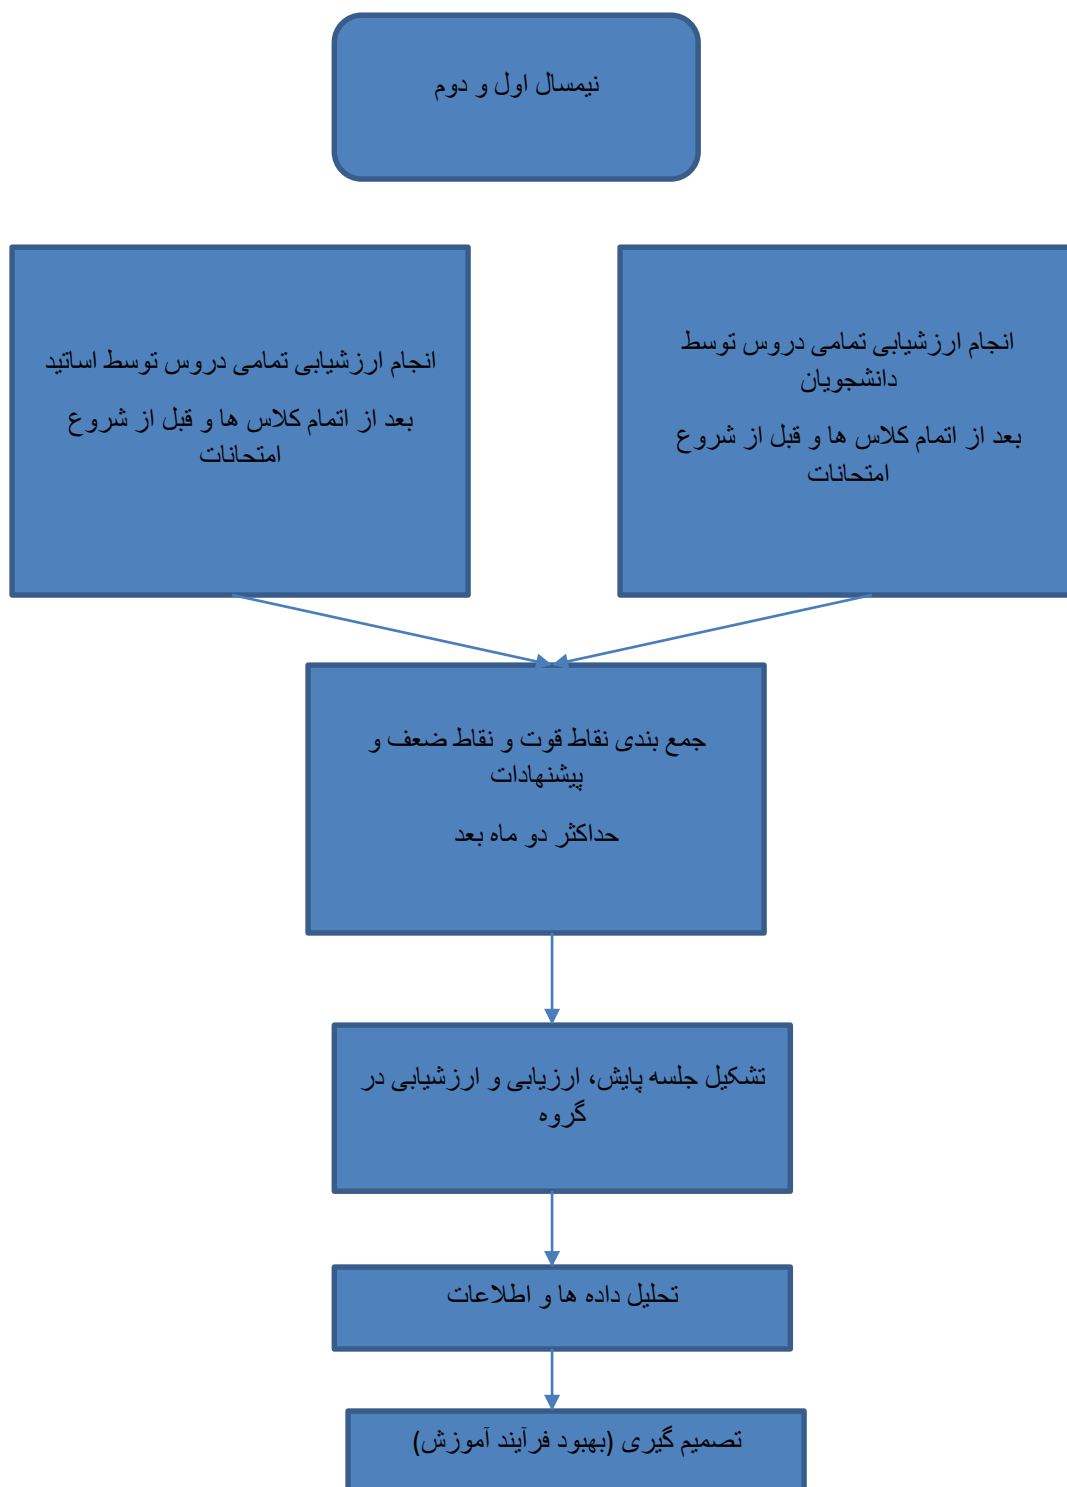 نیمسال اول و دوم
انجام ارزشیابی تمامی دروس توسط
دانشجویان
بعد از اتمام کلاس ها و قبل از شروع
امتحانات
انجام ارزشیابی تمامی دروس توسط اساتید
بعد از اتمام کلاس ها و قبل از شروع
امتحانات
جمع بندی نقاط قوت و نقاط ضعف و
پیشنهادات
حداکثر دو ماه بعد
تشکیل جلسه پایش، ارزیابی و ارزشیابی در
گروه
تحلیل داده ها و اطلاعات
تصمیم گیری (بهبود فرآیند آموزش)